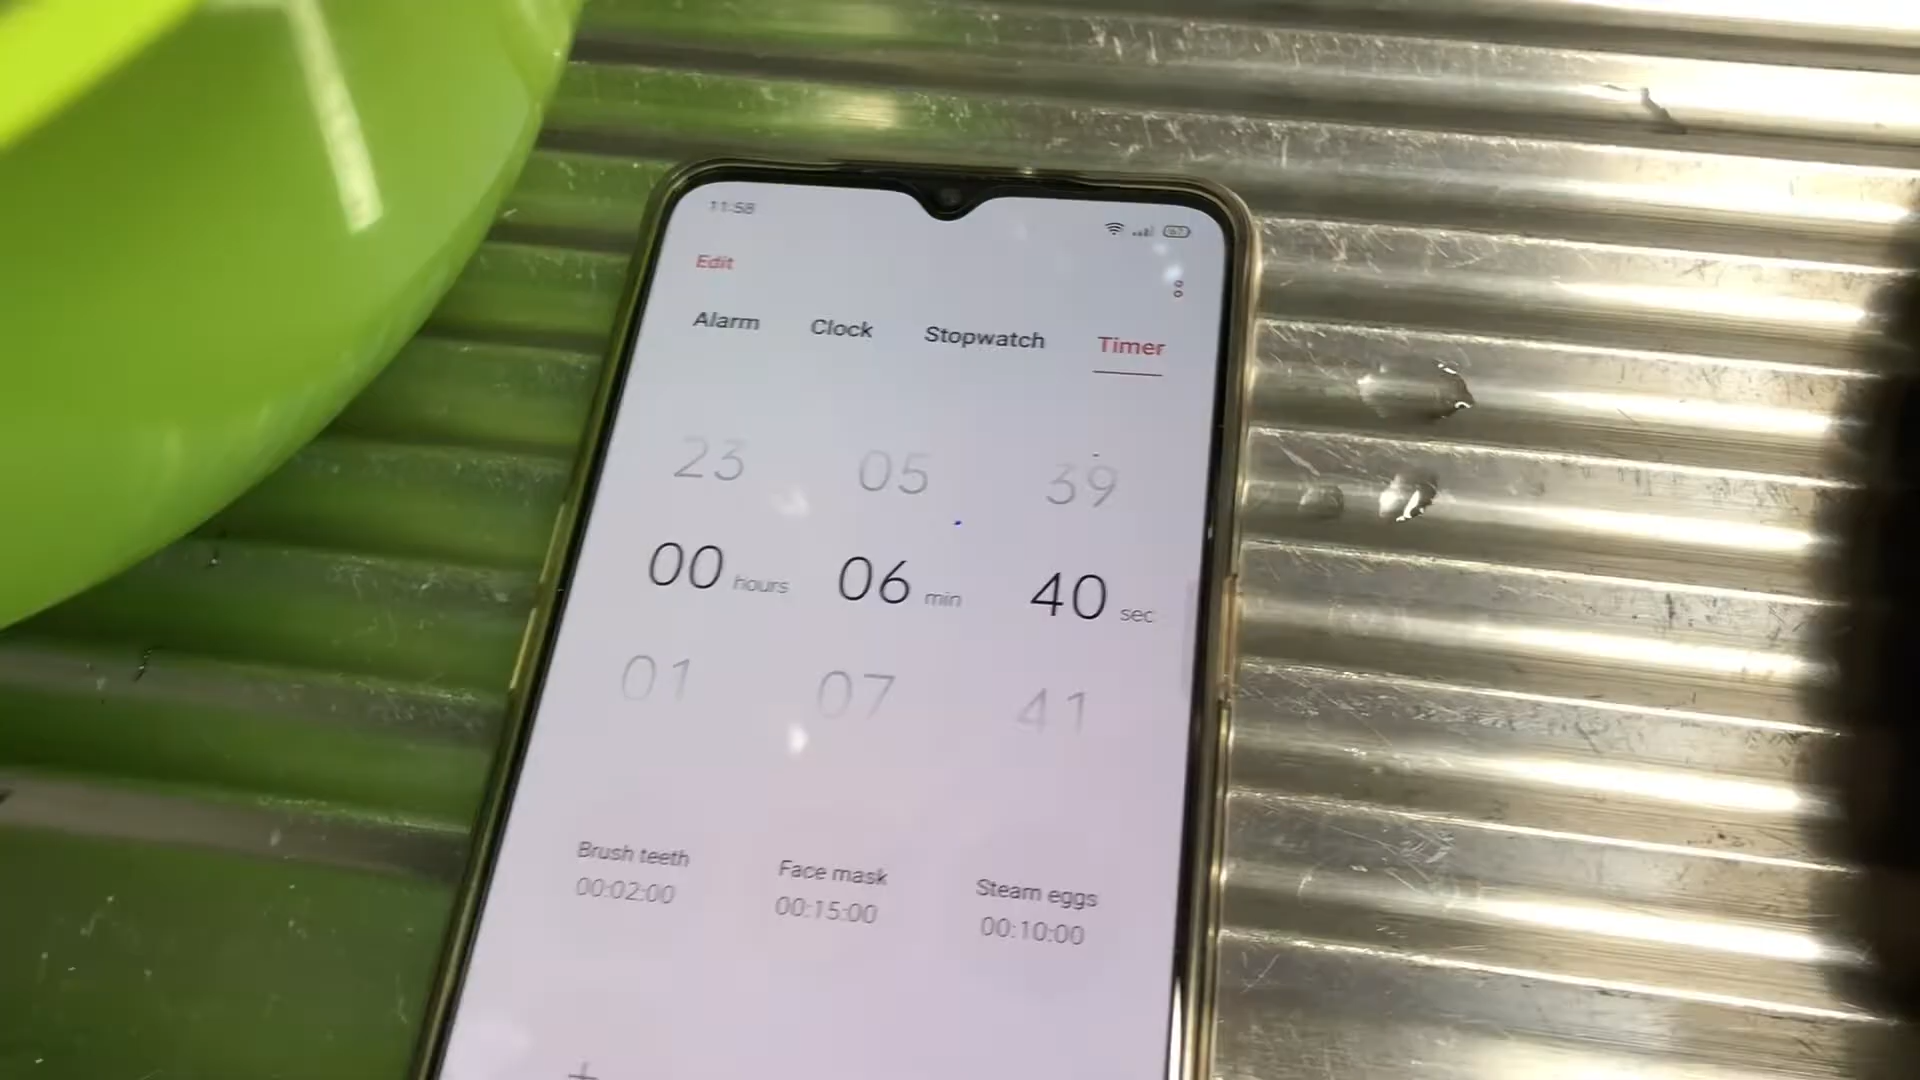 11:58
Edit
Alarm Clock Stopwatch Timer
23 05 39
00 hours 06 min 40 sec
01 07 41
Brush teeth Face mask Steam eggs
00:02:00 00:15:00 00:10:00
+